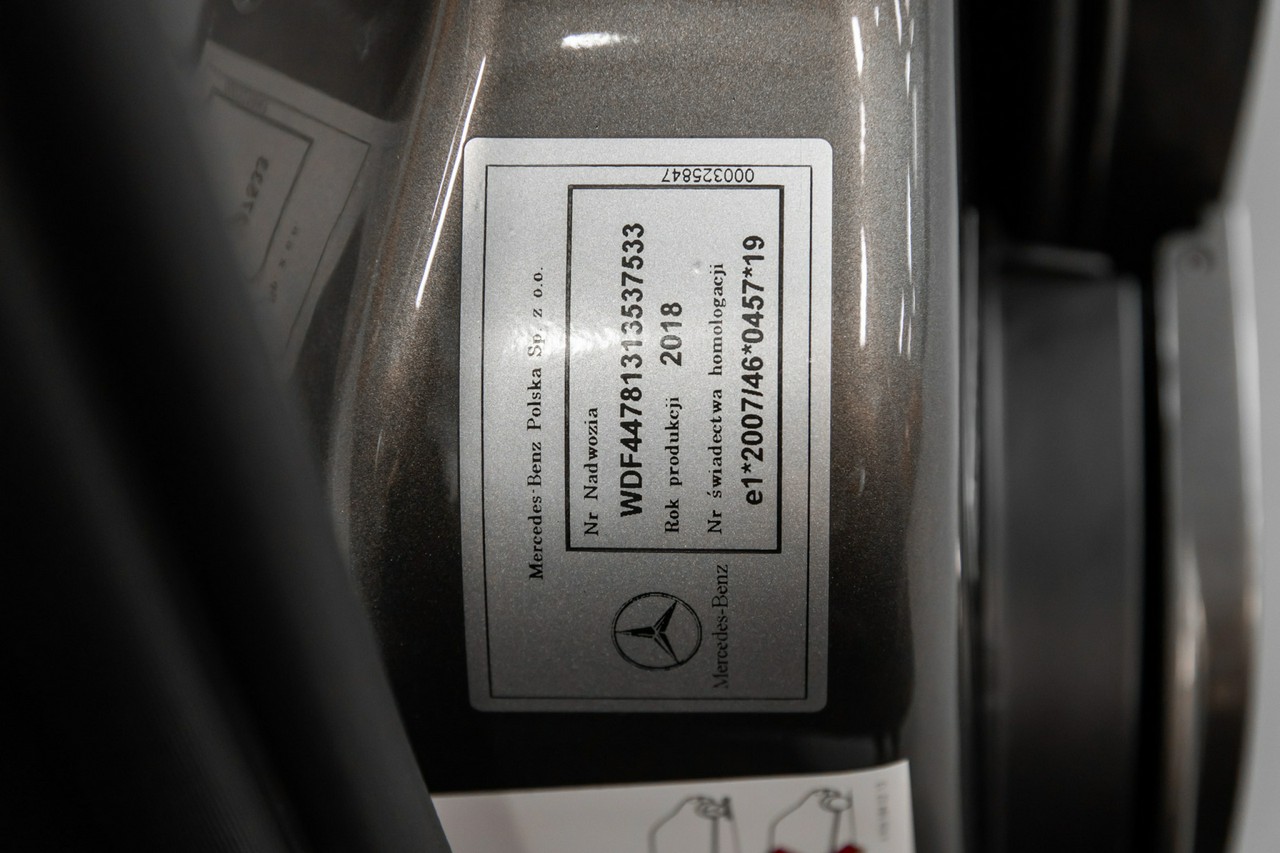 Mercedes-Benz Polska Sp. z o.o.
Nr Nadwozia
WDF44781313537533
Rok produkcji 2018
Nr świadectwa homologacji
e1*2007/46*0457*19
000325847
Mercedes-Benz